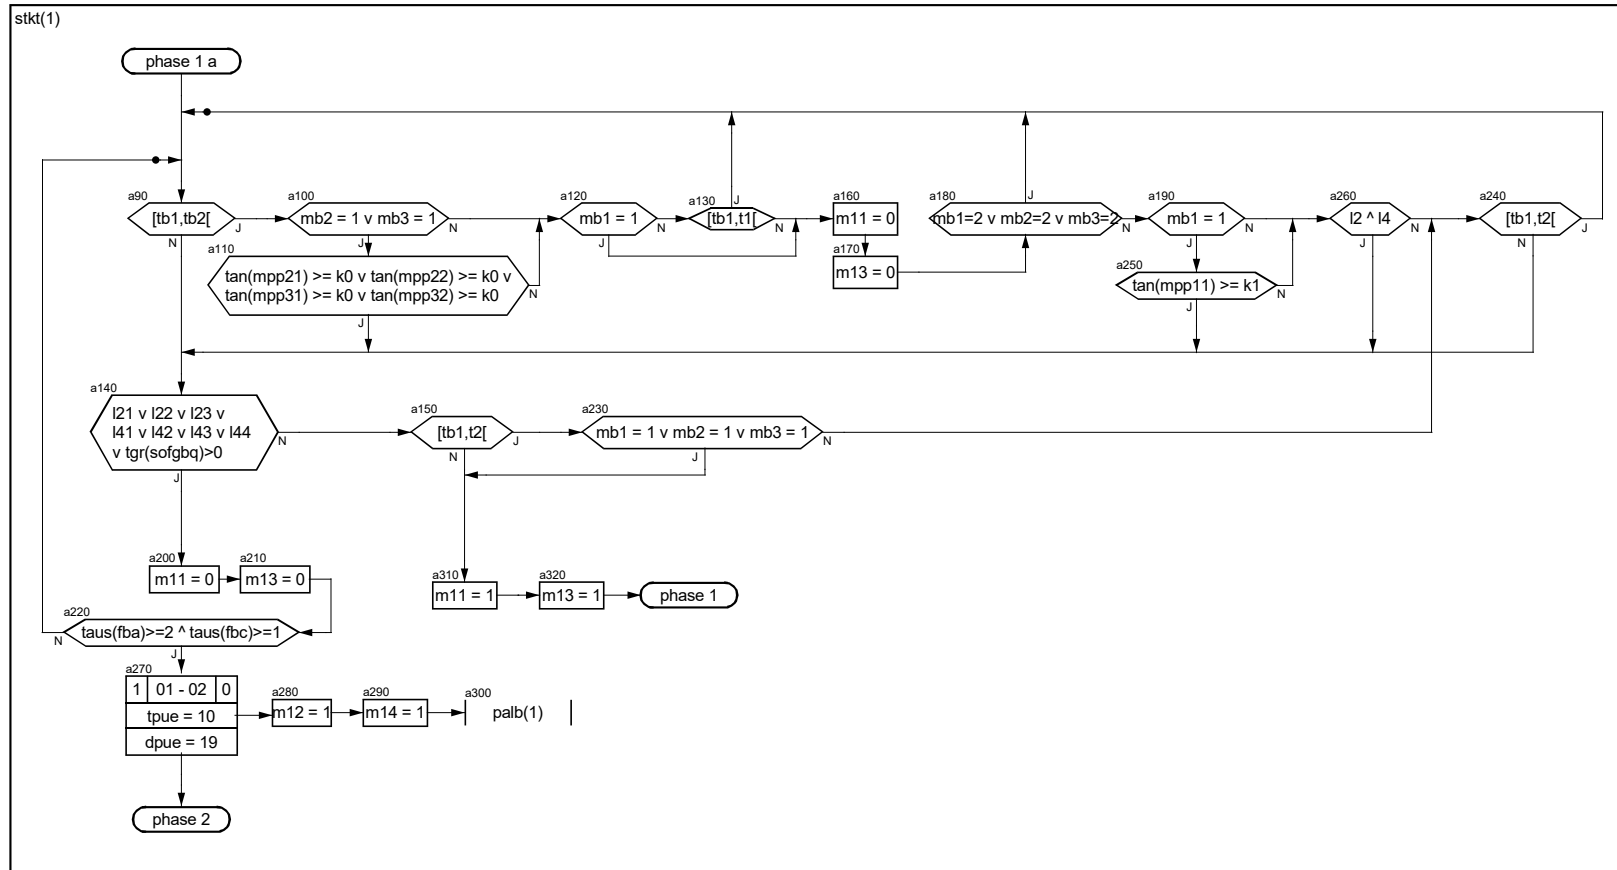 stkt(1)
phase 1 a
a90
[tb1,tb2[
J
N
a100
mb2 = 1 v mb3 = 1
N
J
a110
tan(mpp21) >= k0 v tan(mpp22) >= k0 v
tan(mpp31) >= k0 v tan(mpp32) >= k0
N
J
a120
mb1 = 1
N
J
a130
[tb1,t1[
J
N
a160
m11 = 0
a170
m13 = 0
a180
mb1=2 v mb2=2 v mb3=2
J
N
a190
mb1 = 1
N
J
a250
tan(mpp11) >= k1
N
J
a260
l2 ^ l4
N
J
a240
[tb1,t2[
J
N
a140
l21 v l22 v l23 v
l41 v l42 v l43 v l44
v tgr(sofgbq)>0
N
J
a150
[tb1,t2[
J
N
a230
mb1 = 1 v mb2 = 1 v mb3 = 1
N
J
a200
m11 = 0
a210
m13 = 0
a310
m11 = 1
a320
m13 = 1
phase 1
a220
taus(fba)>=2 ^ taus(fbc)>=1
N
J
a270
1 01 - 02 0
tpue = 10
dpue = 19
a280
m12 = 1
a290
m14 = 1
a300
palb(1)
phase 2